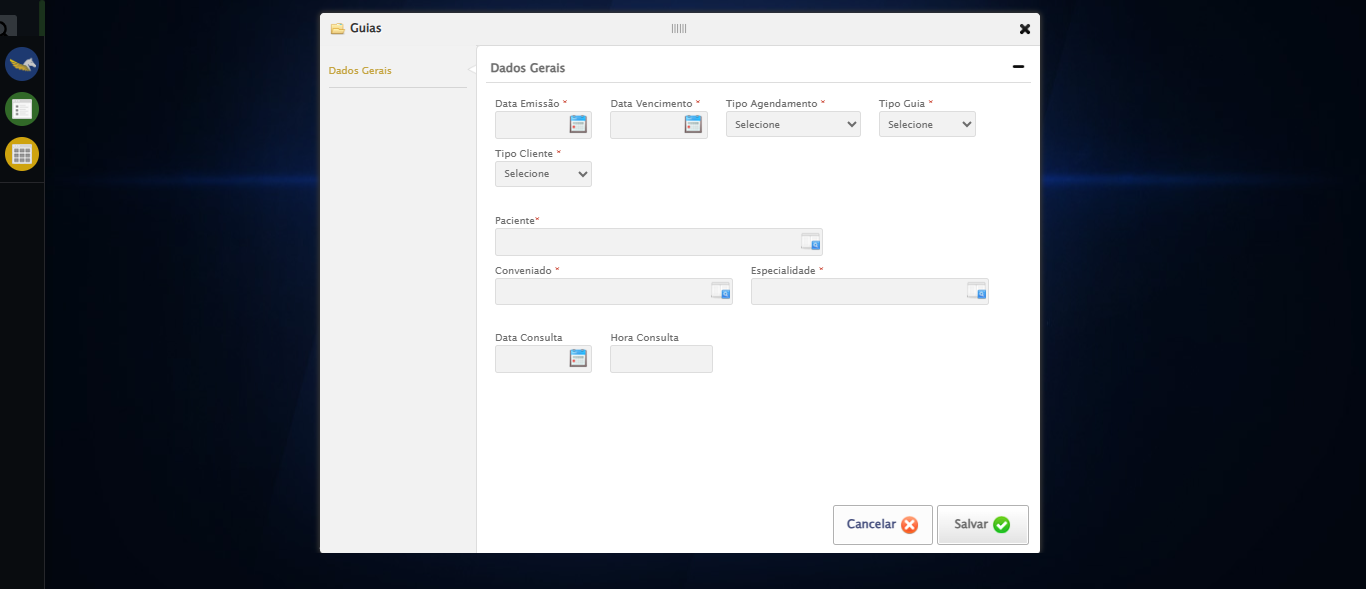 Guias
Dados Gerais
Dados Gerais
Data Emissão * Data Vencimento * Tipo Agendamento * Tipo Guia *
Selecione Selecione
Tipo Cliente *
Selecione
Paciente*
Conveniado * Especialidade *
Data Consulta Hora Consulta
Cancelar Salvar